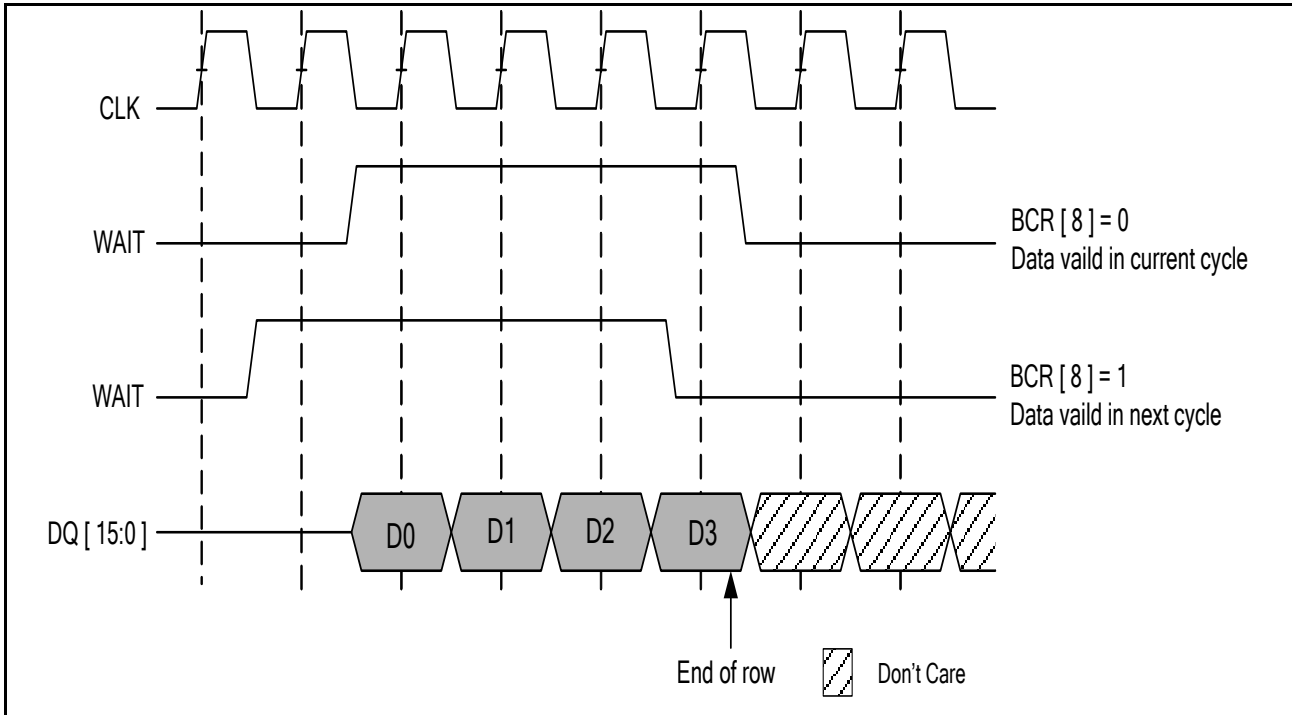 CLK
WAIT
BCR [ 8 ] = 0
Data vaild in current cycle
WAIT
BCR [ 8 ] = 1
Data vaild in next cycle
DQ [ 15:0 ]
D0
D1
D2
D3
End of row
Don't Care